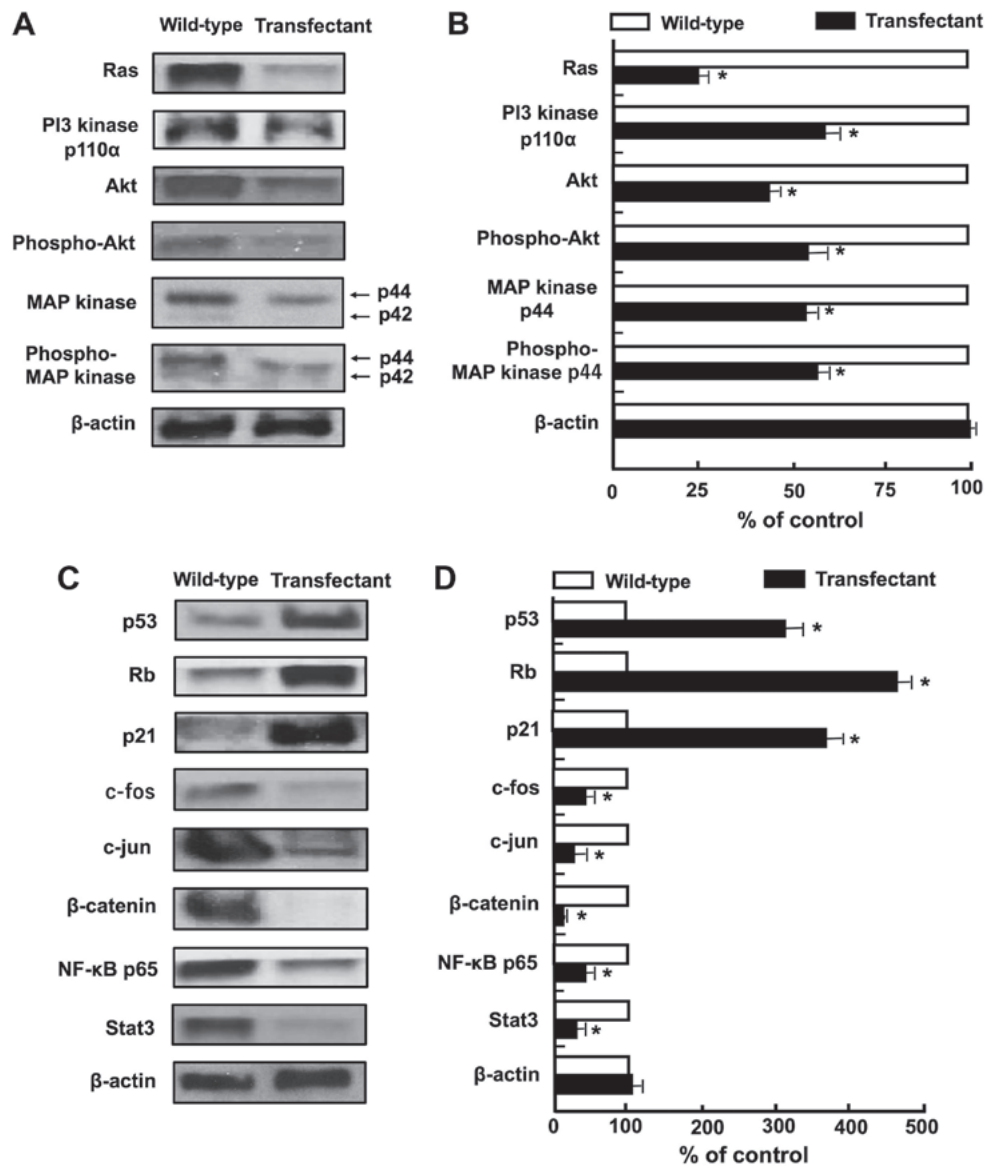 A
Wild-type Transfectant
Ras
PI3 kinase
p110α
Akt
Phospho-Akt
MAP kinase
← p44
← p42
Phospho-
MAP kinase
← p44
← p42
β-actin
B
Wild-type Transfectant
Ras *
PI3 kinase
p110α *
Akt *
Phospho-Akt *
MAP kinase
p44 *
Phospho-
MAP kinase p44 *
β-actin
0 25 50 75 100
% of control
C
Wild-type Transfectant
p53
Rb
p21
c-fos
c-jun
β-catenin
NF-κB p65
Stat3
β-actin
D
Wild-type Transfectant
p53 *
Rb *
p21 *
c-fos *
c-jun *
β-catenin *
NF-κB p65 *
Stat3 *
β-actin
0 100 200 300 400 500
% of control